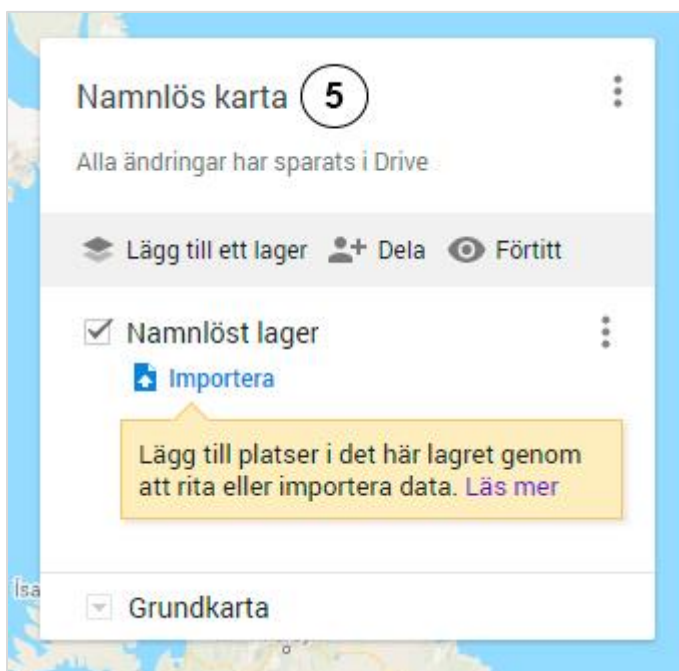 Namnlös karta 5
Alla ändringar har sparats i Drive
Lägg till ett lager Dela Förtitt
Namnlöst lager
Importera
Lägg till platser i det här lagret genom
att rita eller importera data. Läs mer
Ísa
Grundkarta